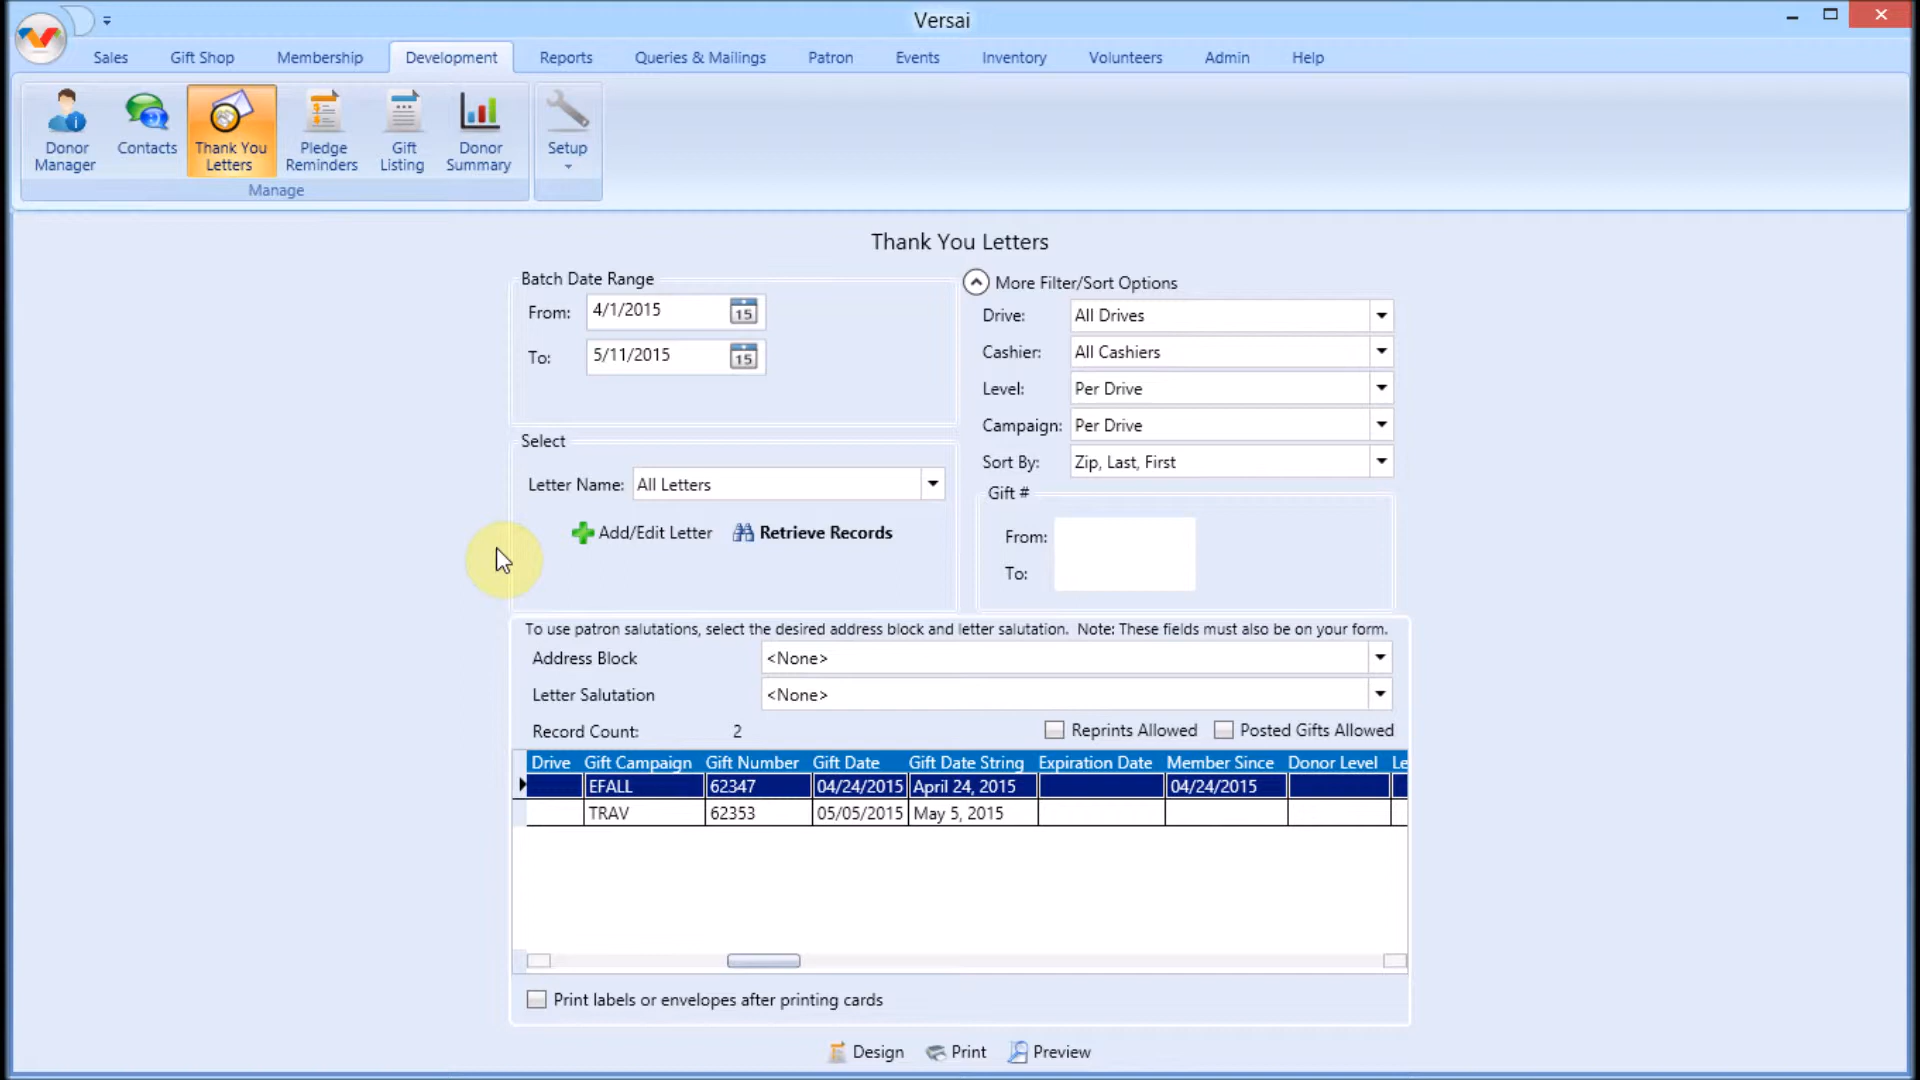 Versai
Sales Gift Shop Membership Development Reports Queries & Mailings Patron Events Inventory Volunteers Admin Help
Donor Manager
Contacts
Thank You Letters
Pledge Reminders
Gift Listing
Donor Summary
Setup
Manage
Thank You Letters
Batch Date Range
From: 4/1/2015 15
To: 5/11/2015 15
More Filter/Sort Options
Drive: All Drives
Cashier: All Cashiers
Level: Per Drive
Campaign: Per Drive
Sort By: Zip, Last, First
Select
Letter Name: All Letters
Add/Edit Letter Retrieve Records
Gift #
From:
To:
To use patron salutations, select the desired address block and letter salutation. Note: These fields must also be on your form.
Address Block <None>
Letter Salutation <None>
Record Count: 2 Reprints Allowed Posted Gifts Allowed
Drive Gift Campaign Gift Number Gift Date Gift Date String Expiration Date Member Since Donor Level Le
EFALL 62347 04/24/2015 April 24, 2015 04/24/2015
TRAV 62353 05/05/2015 May 5, 2015
Print labels or envelopes after printing cards
Design Print Preview